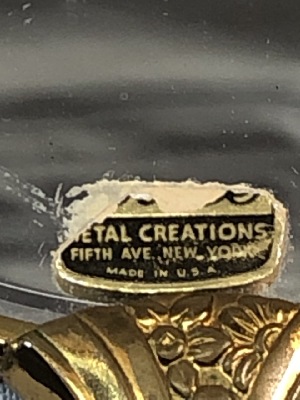 ETAL CREATIONS
FIFTH AVE. NEW YORK
MADE IN U.S.A.